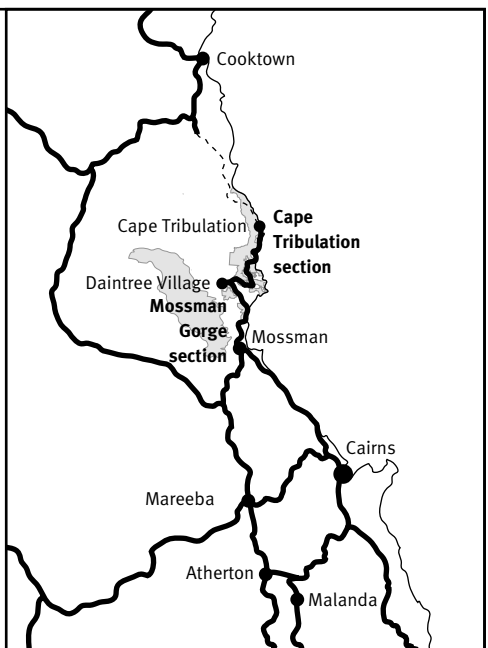 Cooktown
Cape Tribulation
Cape
Tribulation
section
Daintree Village
Mossman
Gorge
section
Mossman
Cairns
Mareeba
Atherton
Malanda